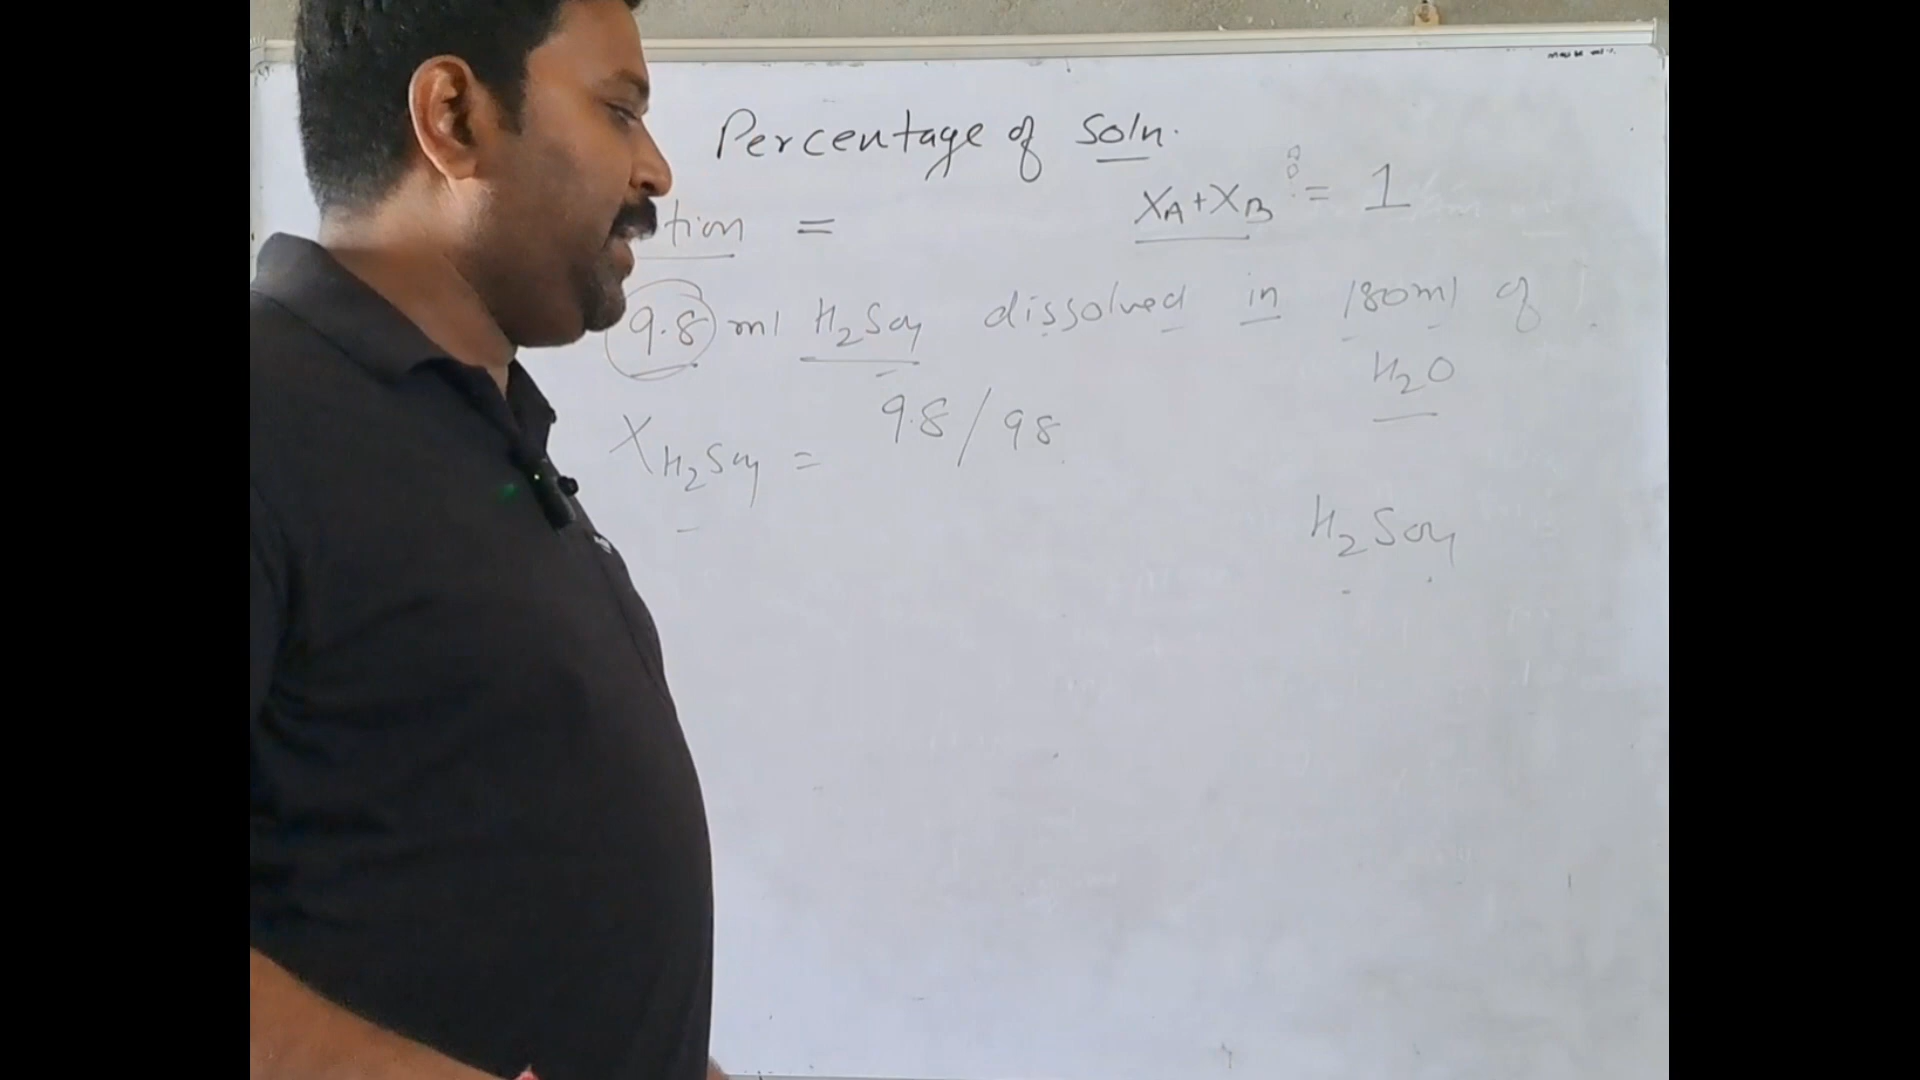 Percentage of Soln.
tion = XA+XB = 1
9.8 ml H2SO4 dissolved in 180ml of
H2O
XH2SO4 = 9.8/98
H2SO4